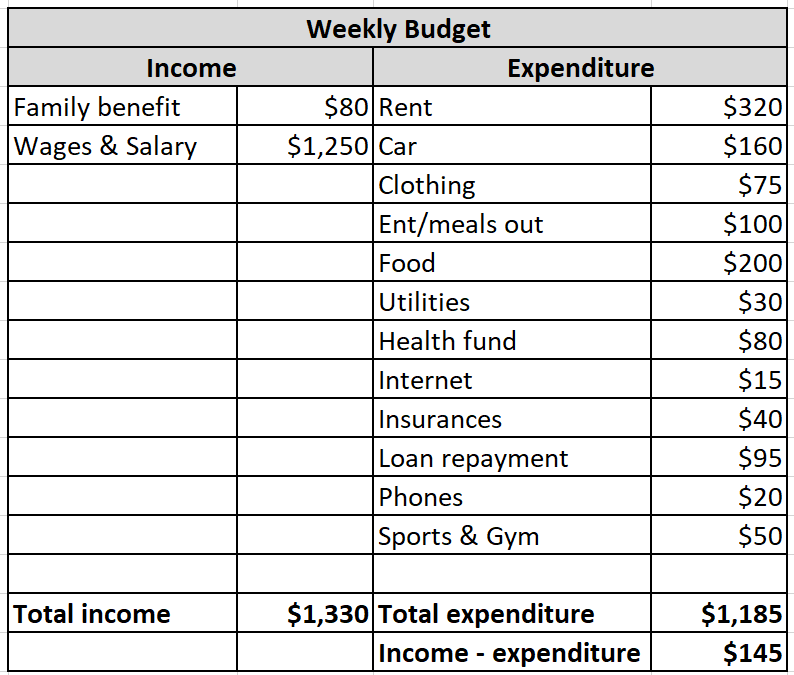 Weekly Budget
Income Expenditure
Family benefit $80 Rent $320
Wages & Salary $1,250 Car $160
Clothing $75
Ent/meals out $100
Food $200
Utilities $30
Health fund $80
Internet $15
Insurances $40
Loan repayment $95
Phones $20
Sports & Gym $50
Total income $1,330 Total expenditure $1,185
Income - expenditure $145